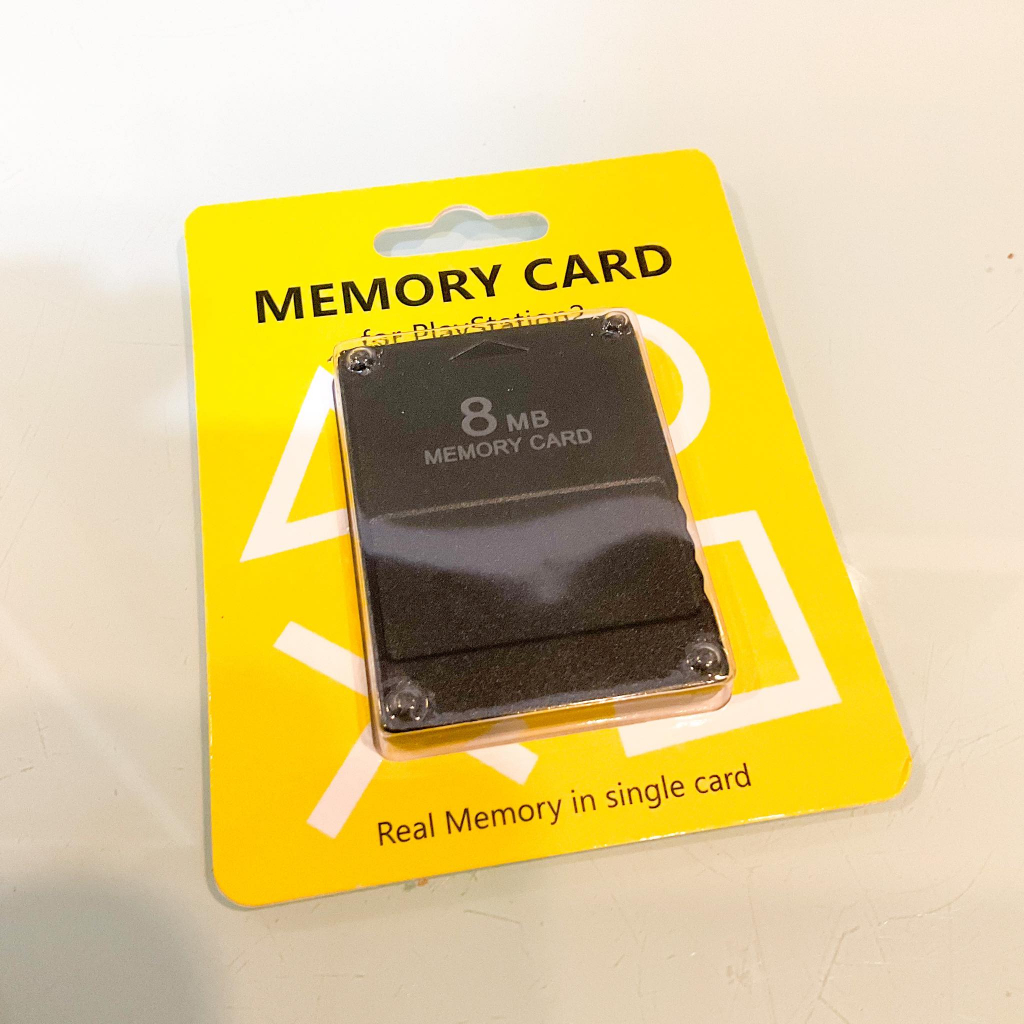 MEMORY CARD
for PlayStation2
8 MB
MEMORY CARD
Real Memory in single card